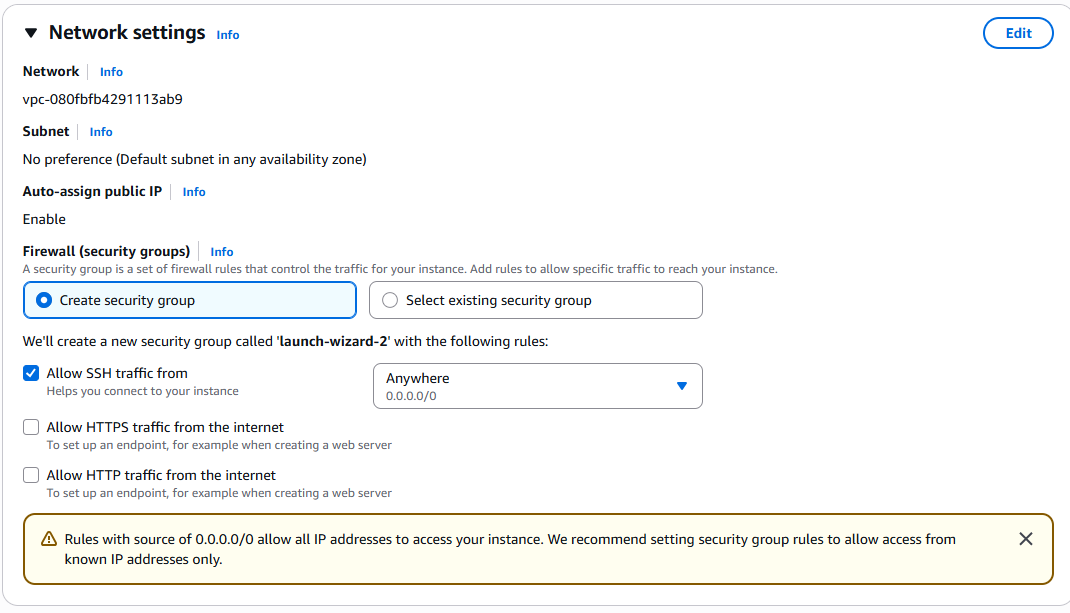 Network settings Info
Edit
Network Info
vpc-080fbfb4291113ab9
Subnet Info
No preference (Default subnet in any availability zone)
Auto-assign public IP Info
Enable
Firewall (security groups) Info
A security group is a set of firewall rules that control the traffic for your instance. Add rules to allow specific traffic to reach your instance.
Create security group
Select existing security group
We'll create a new security group called 'launch-wizard-2' with the following rules:
Allow SSH traffic from
Helps you connect to your instance
Anywhere
0.0.0.0/0
Allow HTTPS traffic from the internet
To set up an endpoint, for example when creating a web server
Allow HTTP traffic from the internet
To set up an endpoint, for example when creating a web server
Rules with source of 0.0.0.0/0 allow all IP addresses to access your instance. We recommend setting security group rules to allow access from
known IP addresses only.